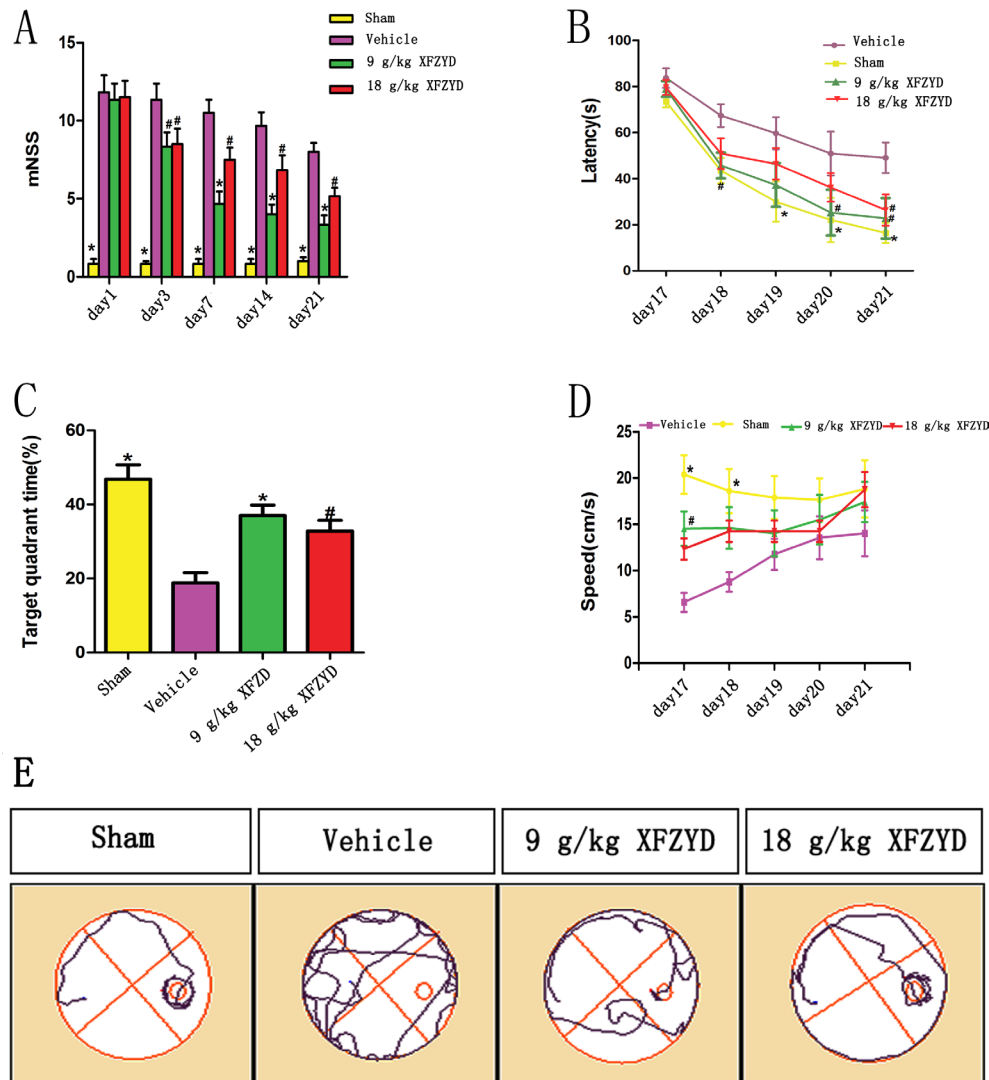 A
Sham
Vehicle
9 g/kg XFZYD
18 g/kg XFZYD
mNSS
15
10
5
0
* * * * *
# # # # #
* * *
day1 day3 day7 day14 day21
B
Vehicle
Sham
9 g/kg XFZYD
18 g/kg XFZYD
Latency(s)
100
80
60
40
20
0
# * # * # # *
day17 day18 day19 day20 day21
C
Target quadrant time(%)
60
40
20
0
* * #
Sham Vehicle 9 g/kg XFZD 18 g/kg XFZYD
D
Vehicle Sham 9 g/kg XFZYD 18 g/kg XFZYD
Speed(cm/s)
25
20
15
10
5
0
* * #
day17 day18 day19 day20 day21
E
Sham Vehicle 9 g/kg XFZYD 18 g/kg XFZYD